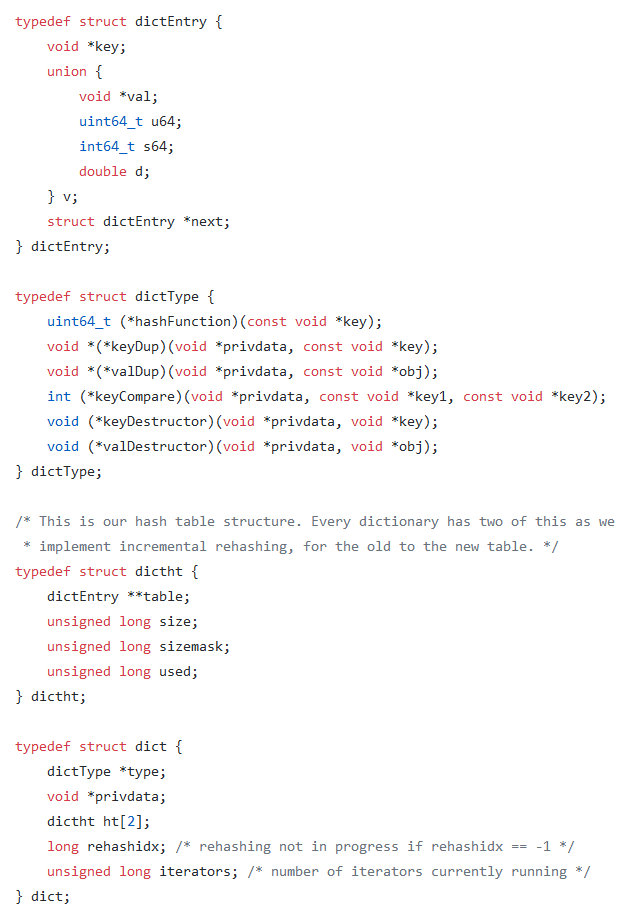 typedef struct dictEntry {
    void *key;
    union {
        void *val;
        uint64_t u64;
        int64_t s64;
        double d;
    } v;
    struct dictEntry *next;
} dictEntry;

typedef struct dictType {
    uint64_t (*hashFunction)(const void *key);
    void *(*keyDup)(void *privdata, const void *key);
    void *(*valDup)(void *privdata, const void *obj);
    int (*keyCompare)(void *privdata, const void *key1, const void *key2);
    void (*keyDestructor)(void *privdata, void *key);
    void (*valDestructor)(void *privdata, void *obj);
} dictType;

/* This is our hash table structure. Every dictionary has two of this as we
 * implement incremental rehashing, for the old to the new table. */
typedef struct dictht {
    dictEntry **table;
    unsigned long size;
    unsigned long sizemask;
    unsigned long used;
} dictht;

typedef struct dict {
    dictType *type;
    void *privdata;
    dictht ht[2];
    long rehashidx; /* rehashing not in progress if rehashidx == -1 */
    unsigned long iterators; /* number of iterators currently running */
} dict;